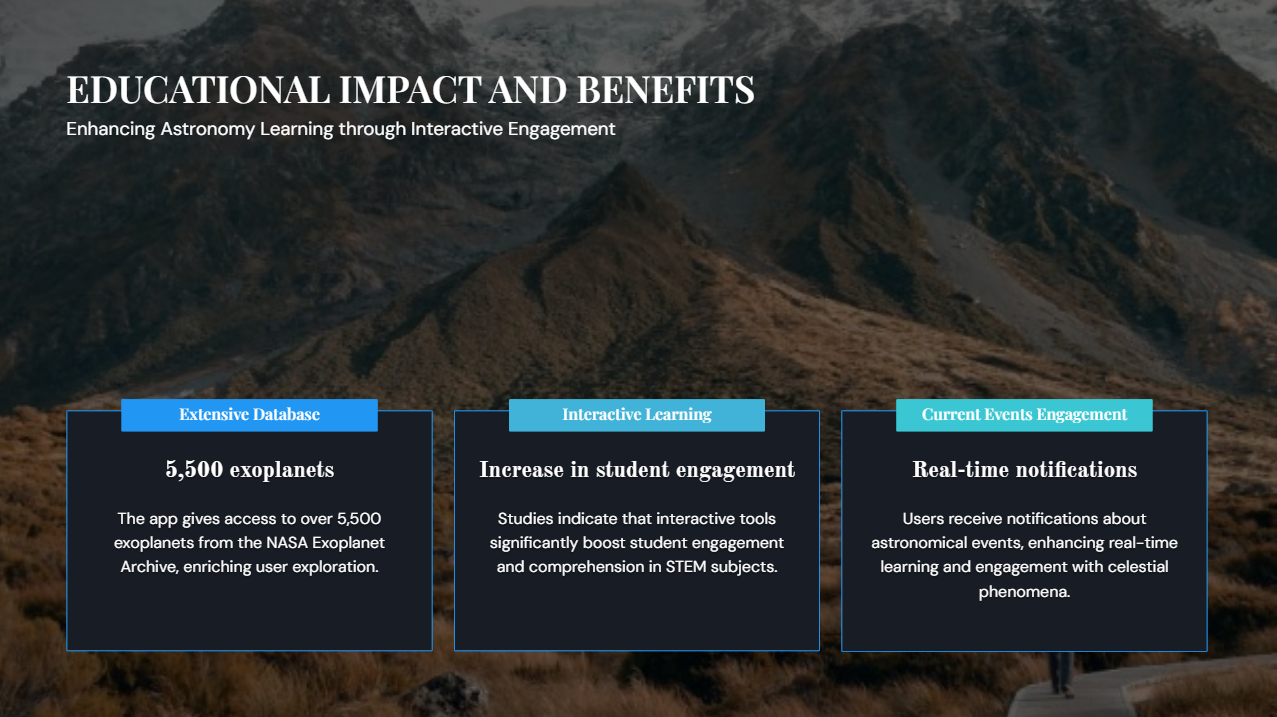 EDUCATIONAL IMPACT AND BENEFITS
Enhancing Astronomy Learning through Interactive Engagement
Extensive Database
5,500 exoplanets
The app gives access to over 5,500
exoplanets from the NASA Exoplanet
Archive, enriching user exploration.
Interactive Learning
Increase in student engagement
Studies indicate that interactive tools
significantly boost student engagement
and comprehension in STEM subjects.
Current Events Engagement
Real-time notifications
Users receive notifications about
astronomical events, enhancing real-time
learning and engagement with celestial
phenomena.